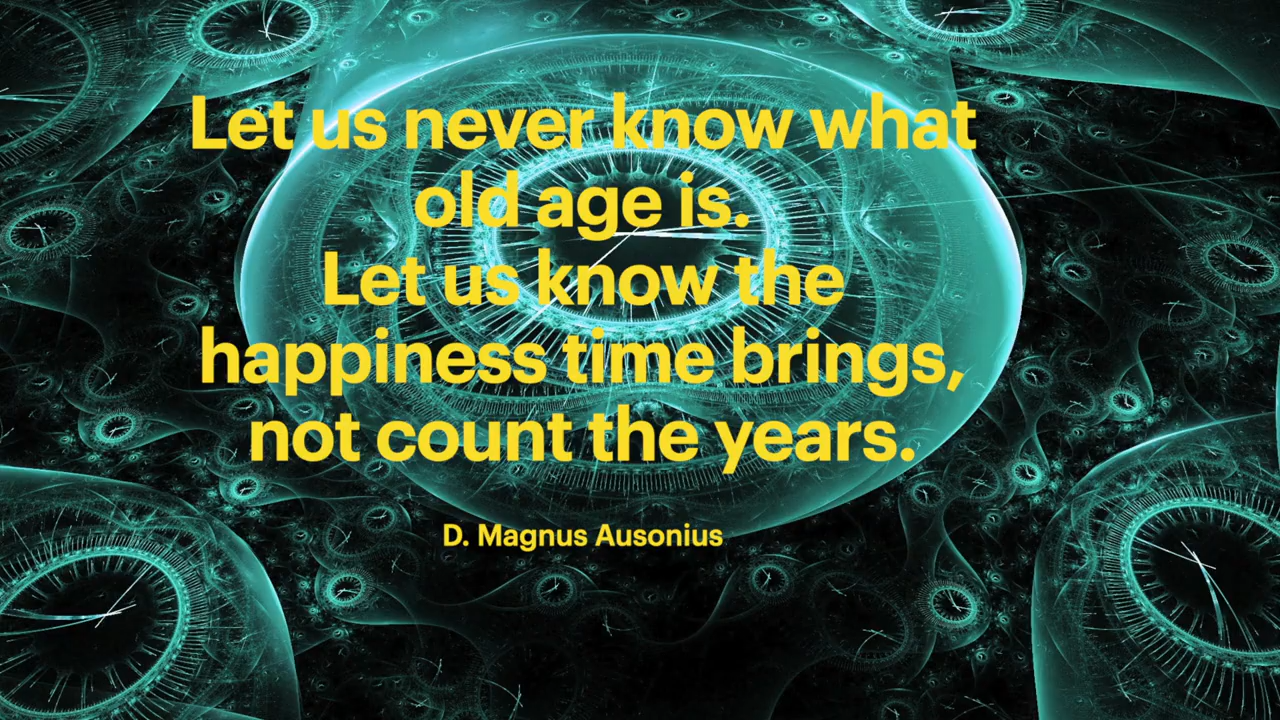 Let us never know what
old age is.
Let us know the
happiness time brings,
not count the years.
D. Magnus Ausonius